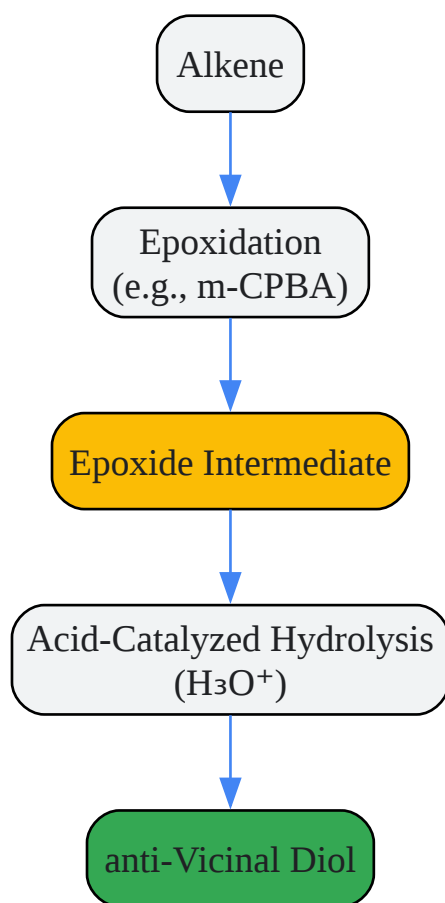 Alkene
Epoxidation
(e.g., m-CPBA)
Epoxide Intermediate
Acid-Catalyzed Hydrolysis
(H₃O⁺)
anti-Vicinal Diol